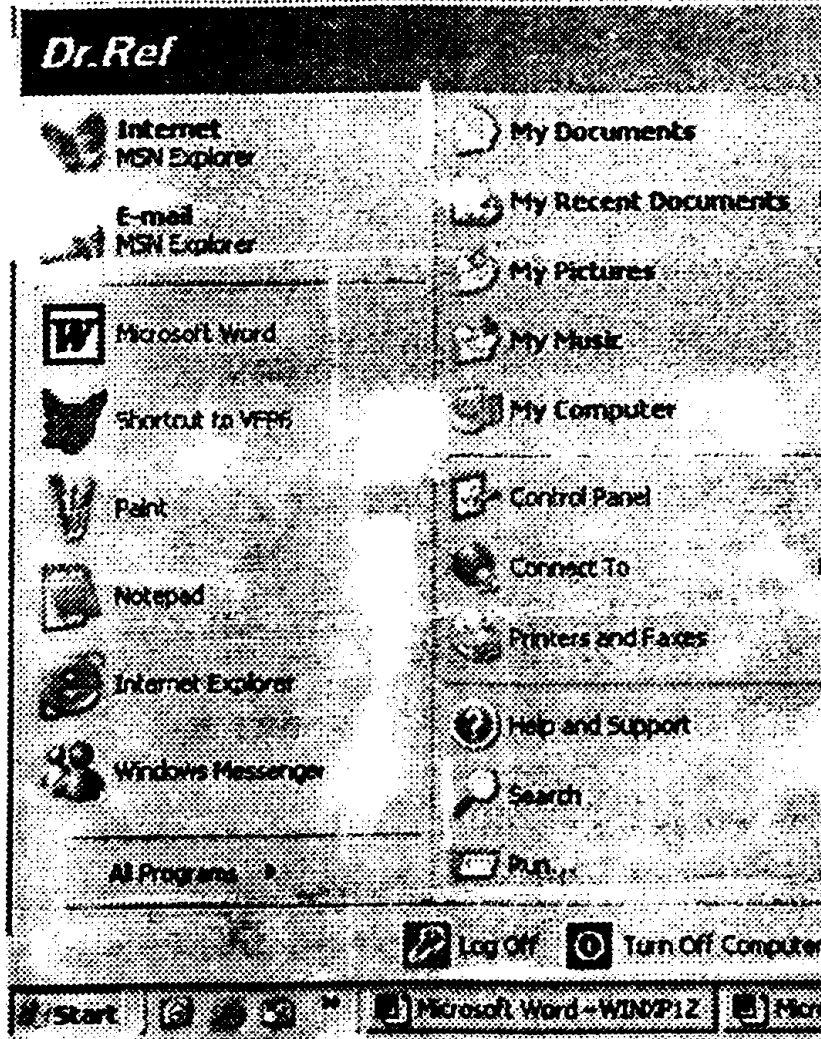 Dr.Ref
Internet
MSN Explorer
E-mail
MSN Explorer
Microsoft Word
Shortcut to VFP6
Paint
Notepad
Internet Explorer
Windows Messenger
All Programs
My Documents
My Recent Documents
My Pictures
My Music
My Computer
Control Panel
Connect To
Printers and Faxes
Help and Support
Search
Run...
Log Off
Turn Off Computer
Start
Microsoft Word - WINXP12